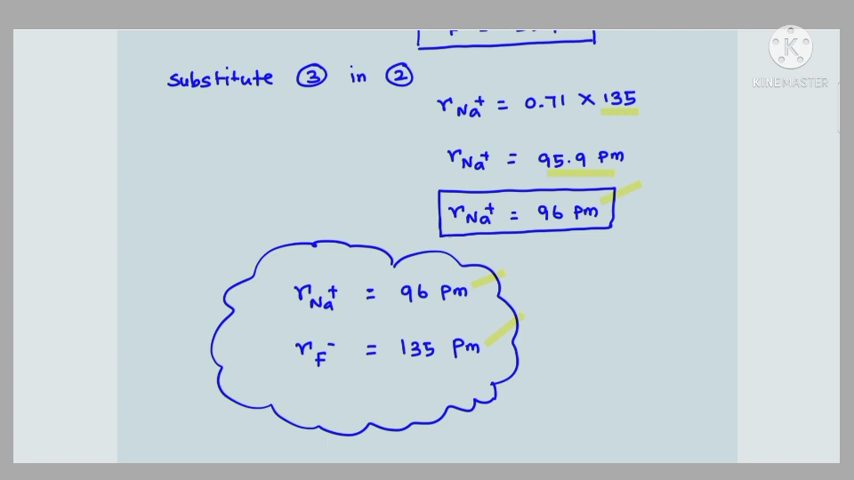 K
KINEMASTER
Substitute ③ in ②
rNa⁺ = 0.71 × 135
rNa⁺ = 95.9 pm
rNa⁺ = 96 pm
rNa⁺ = 96 pm
rF⁻ = 135 pm